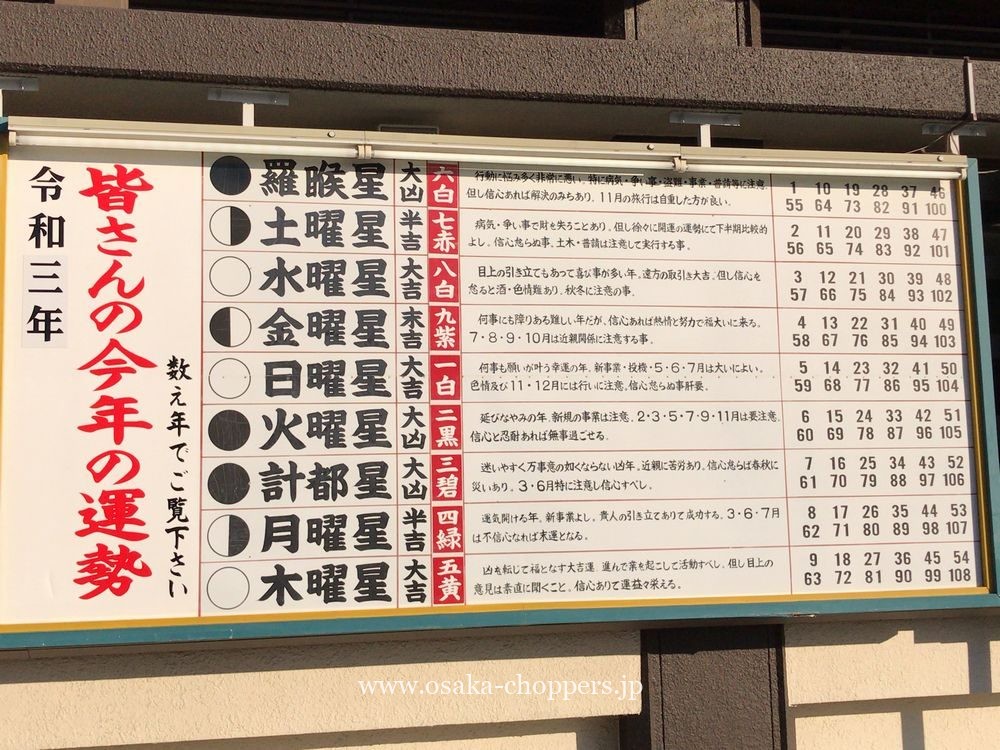 令和三年
皆さんの今年の運勢
数え年でご覧下さい
羅睺星 大凶 六白
行動に悩み多く非常に悪い。特に病気・争い事・盗難・事業・普請等に注意
但し信心あれば解決のみちあり。11月の旅行は自重した方が良い。
1 10 19 28 37 46
55 64 73 82 91 100
土曜星 半吉 七赤
病気・争い事で財を失うことあり。但し徐々に開運の運勢にて下半期比較的
よし。信心怠らぬ事、土木・普請は注意して実行する事。
2 11 20 29 38 47
56 65 74 83 92 101
水曜星 大吉 八白
目上の引き立てもあって喜び事が多い年。遠方の取引き大吉。但し信心を
怠ると酒・色情難あり。秋冬に注意の事。
3 12 21 30 39 48
57 66 75 84 93 102
金曜星 末吉 九紫
何事にも障りある難しい年だが、信心あれば熱情と努力で福大いに来る。
7・8・9・10月は近親関係に注意する事。
4 13 22 31 40 49
58 67 76 85 94 103
日曜星 大吉 一白
何事も願いが叶う幸運の年。新事業・投機・5・6・7月は大いによい。
色情及び11・12月には行いに注意。信心怠らぬ事肝要。
5 14 23 32 41 50
59 68 77 86 95 104
火曜星 大凶 二黒
延びなやみの年。新規の事業は注意。2・3・5・7・9・11月は要注意。
信心と忍耐あれば無事過ごせる。
6 15 24 33 42 51
60 69 78 87 96 105
計都星 大凶 三碧
迷いやすく万事意の如くならない凶年。近親に苦労あり。信心怠らば春秋に
災いあり。3・6月特に注意し信心すべし。
7 16 25 34 43 52
61 70 79 88 97 106
月曜星 半吉 四緑
運気開ける年。新事業よし。貴人の引き立てありて成功する。3・6・7月
は不信心なれば末運となる。
8 17 26 35 44 53
62 71 80 89 98 107
木曜星 大吉 五黄
凶を転して福となす大吉運。進んで業を起こして活動すべし。但し目上の
意見は素直に聞くこと。信心ありて運益々栄える。
9 18 27 36 45 54
63 72 81 90 99 108
www.osaka-choppers.jp